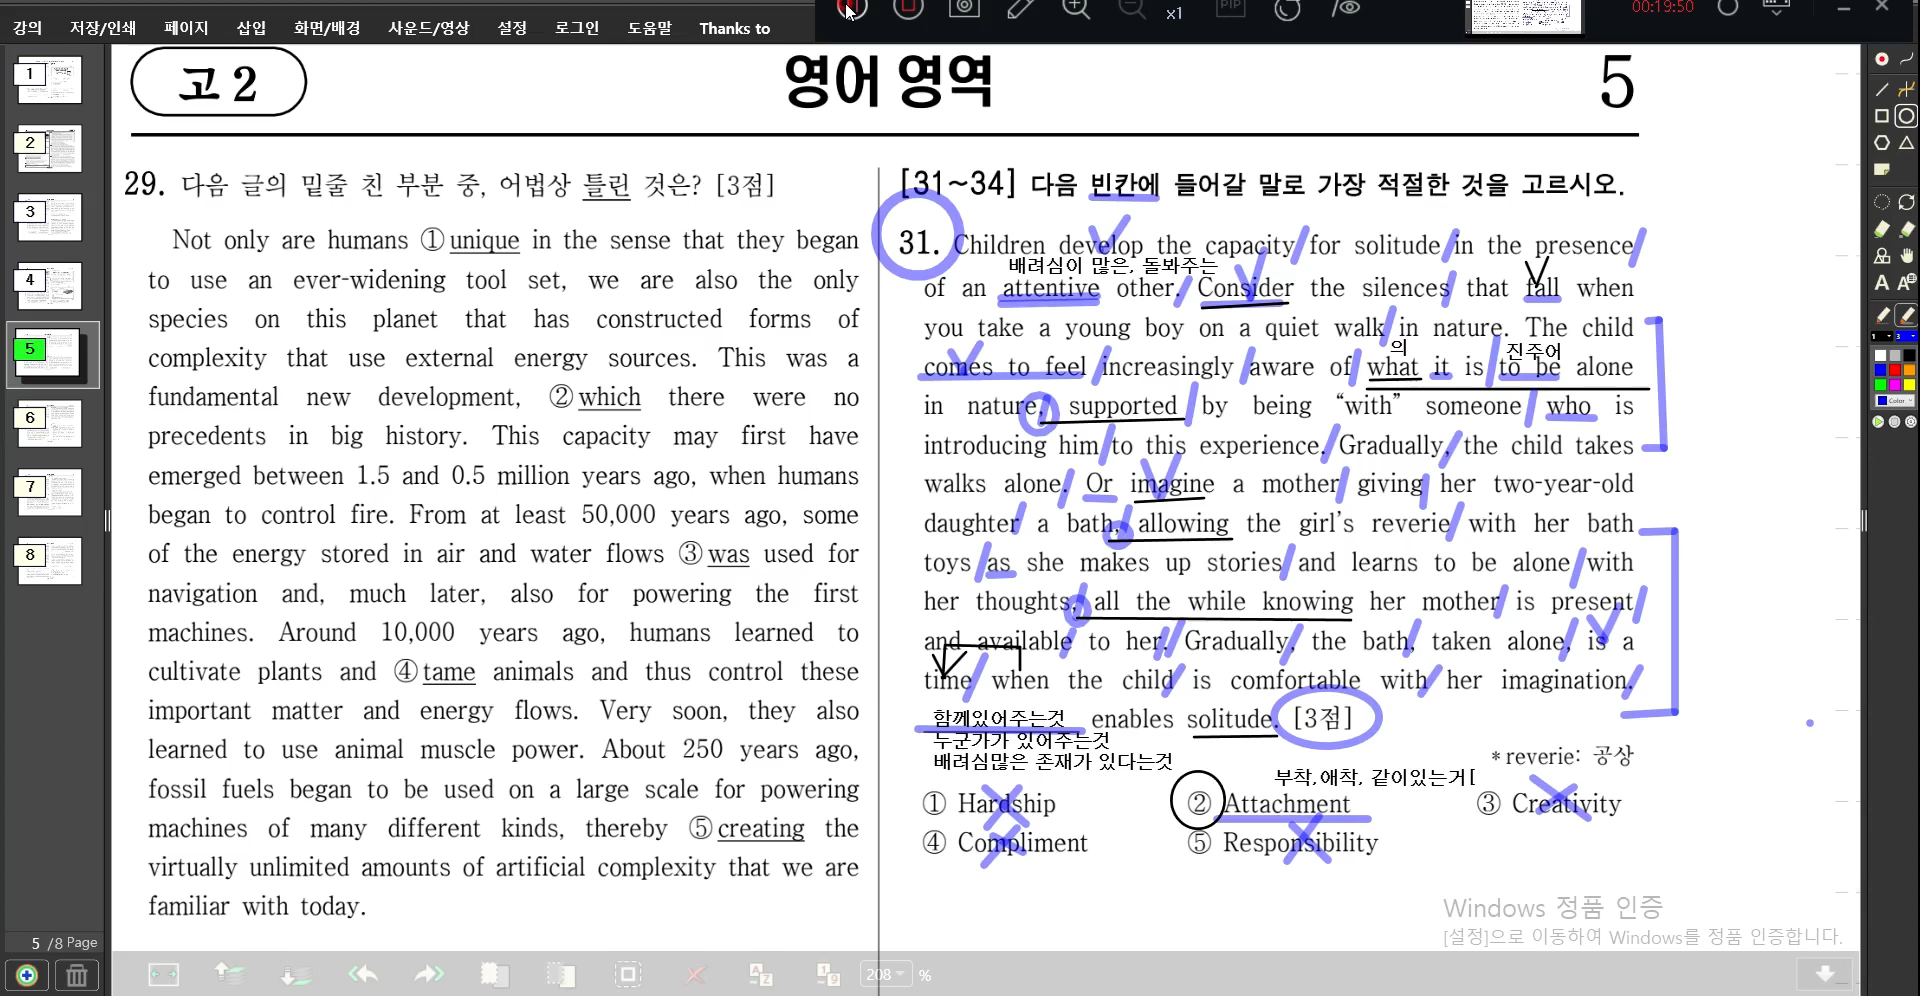 강의 저장/인쇄 페이지 삽입 화면/배경 사운드/영상 설정 로그인 도움말 Thanks to
x1
PIP
00:19:50
고 2
영어 영역
5
29. 다음 글의 밑줄 친 부분 중, 어법상 틀린 것은? [3점]
Not only are humans ① unique in the sense that they began
to use an ever-widening tool set, we are also the only
species on this planet that has constructed forms of
complexity that use external energy sources. This was a
fundamental new development, ② which there were no
precedents in big history. This capacity may first have
emerged between 1.5 and 0.5 million years ago, when humans
began to control fire. From at least 50,000 years ago, some
of the energy stored in air and water flows ③ was used for
navigation and, much later, also for powering the first
machines. Around 10,000 years ago, humans learned to
cultivate plants and ④ tame animals and thus control these
important matter and energy flows. Very soon, they also
learned to use animal muscle power. About 250 years ago,
fossil fuels began to be used on a large scale for powering
machines of many different kinds, thereby ⑤ creating the
virtually unlimited amounts of artificial complexity that we are
familiar with today.
[31~34] 다음 빈칸에 들어갈 말로 가장 적절한 것을 고르시오.
31. Children develop the capacity for solitude in the presence
배려심이 많은, 돌봐주는
of an attentive other. Consider the silences that fall when
you take a young boy on a quiet walk in nature. The child
의 진주어
comes to feel increasingly aware of what it is to be alone
in nature, supported by being “with” someone who is
introducing him to this experience. Gradually, the child takes
walks alone. Or imagine a mother giving her two-year-old
daughter a bath, allowing the girl's reverie with her bath
toys as she makes up stories and learns to be alone with
her thoughts, all the while knowing her mother is present
and available to her. Gradually, the bath, taken alone, is a
time when the child is comfortable with her imagination.
함께있어주는것 enables solitude. [3점]
누군가가 있어주는것
배려심많은 존재가 있다는것
* reverie: 공상
부착,애착, 같이있는거[
① Hardship ② Attachment ③ Creativity
④ Compliment ⑤ Responsibility
Windows 정품 인증
[설정]으로 이동하여 Windows를 정품 인증합니다.
1
2
3
4
5
6
7
8
5 /8 Page
208 %
Color